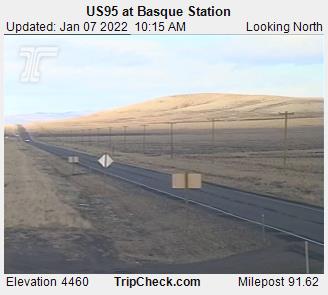 US95 at Basque Station
Updated: Jan 07 2022 10:15 AM Looking North
Elevation 4460 TripCheck.com Milepost 91.62